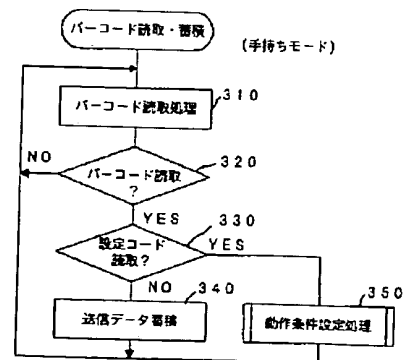 バーコード読取・蓄積
(手持ちモード)
バーコード読取処理
310
NO
320
バーコード読取
?
YES
330
設定コード
読取?
YES
NO
340
350
送信データ蓄積
動作条件設定処理